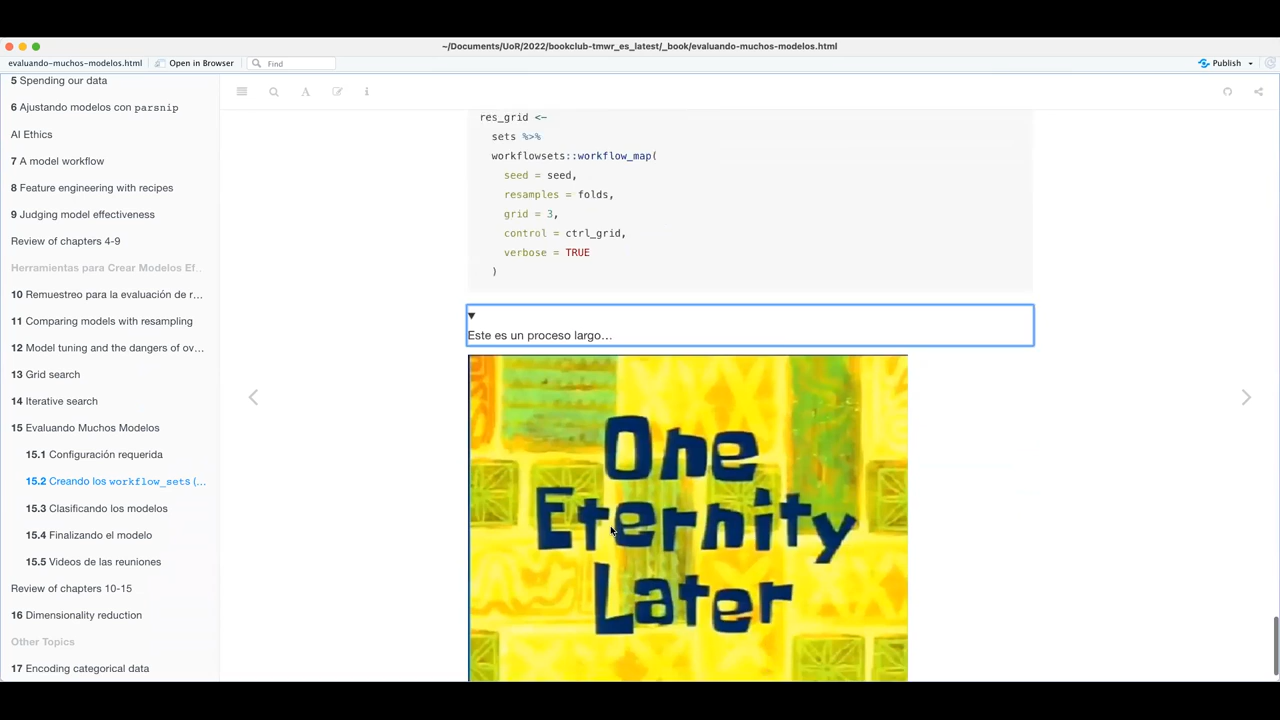 ~/Documents/UoR/2022/bookclub-tmwr_es_latest/_book/evaluando-muchos-modelos.html
evaluando-muchos-modelos.html
Open in Browser
Find
Publish
5 Spending our data
6 Ajustando modelos con parsnip
AI Ethics
7 A model workflow
8 Feature engineering with recipes
9 Judging model effectiveness
Review of chapters 4-9
Herramientas para Crear Modelos Ef..
10 Remuestreo para la evaluación de r...
11 Comparing models with resampling
12 Model tuning and the dangers of ov...
13 Grid search
14 Iterative search
15 Evaluando Muchos Modelos
15.1 Configuración requerida
15.2 Creando los workflow_sets (...
15.3 Clasificando los modelos
15.4 Finalizando el modelo
15.5 Videos de las reuniones
Review of chapters 10-15
16 Dimensionality reduction
Other Topics
17 Encoding categorical data
res_grid <-
sets %>%
workflowsets::workflow_map(
seed = seed,
resamples = folds,
grid = 3,
control = ctrl_grid,
verbose = TRUE
)
Este es un proceso largo…
One
Eternity
Later